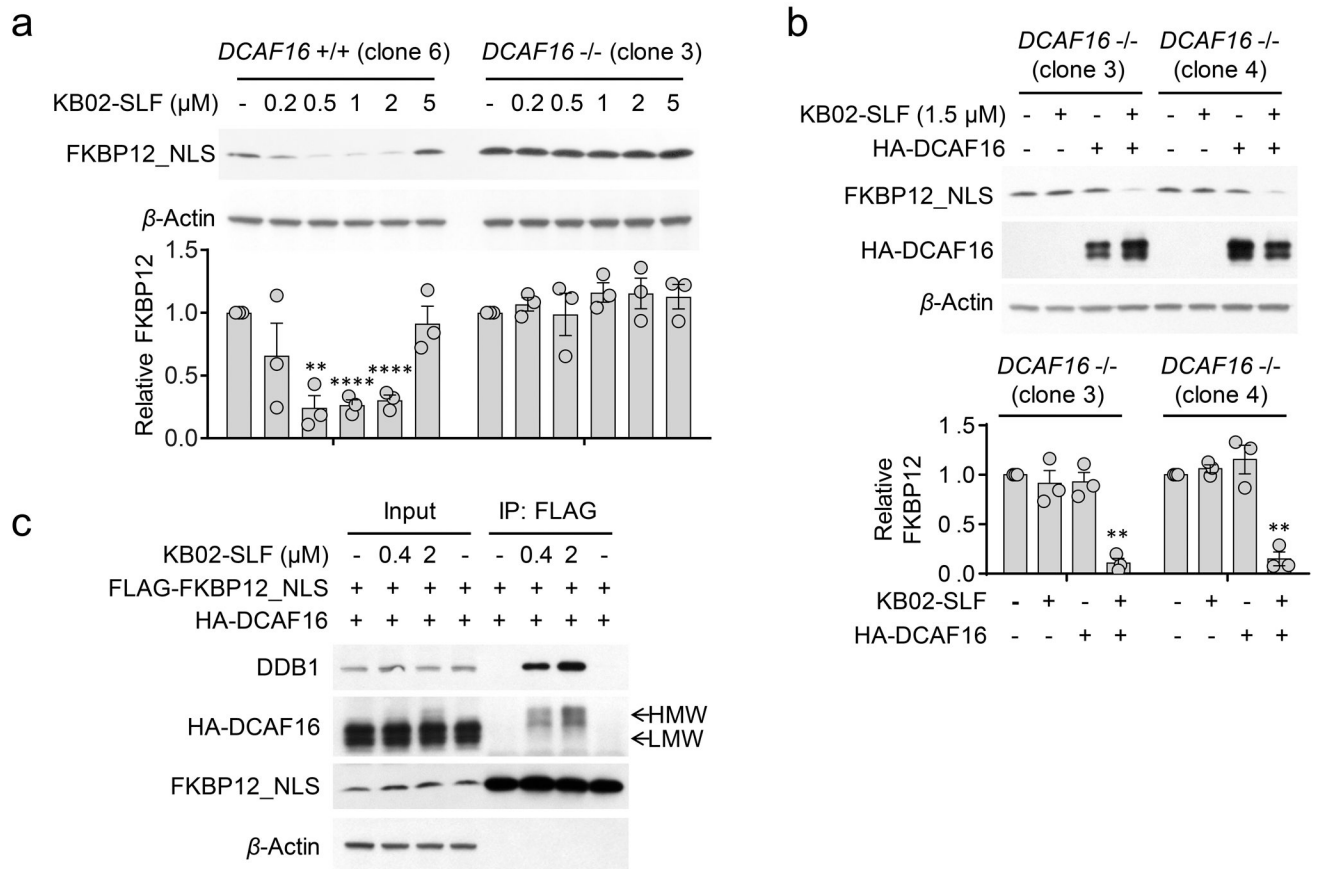 a
DCAF16 +/+ (clone 6) DCAF16 -/- (clone 3)
KB02-SLF (μM) - 0.2 0.5 1 2 5 - 0.2 0.5 1 2 5
FKBP12_NLS
β-Actin
Relative FKBP12
1.5
1.0
0.5
0.0
** **** ****
b
DCAF16 -/- DCAF16 -/-
(clone 3) (clone 4)
KB02-SLF (1.5 μM) - + - + - + - +
HA-DCAF16 - - + + - - + +
FKBP12_NLS
HA-DCAF16
β-Actin
DCAF16 -/- DCAF16 -/-
(clone 3) (clone 4)
Relative
FKBP12
1.5
1.0
0.5
0.0
** **
KB02-SLF - + - + - + - +
HA-DCAF16 - - + + - - + +
c
Input IP: FLAG
KB02-SLF (μM) - 0.4 2 - - 0.4 2 -
FLAG-FKBP12_NLS + + + + + + + +
HA-DCAF16 + + + + + + + +
DDB1
HA-DCAF16 ←HMW
←LMW
FKBP12_NLS
β-Actin